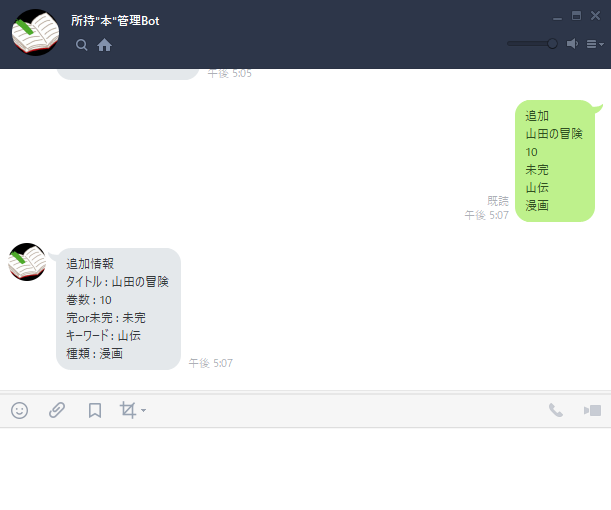 所持"本"管理Bot
午後 5:05
追加
山田の冒険
10
未完
山伝
漫画
既読
午後 5:07
追加情報
タイトル : 山田の冒険
巻数 : 10
完or未完 : 未完
キーワード : 山伝
種類 : 漫画
午後 5:07